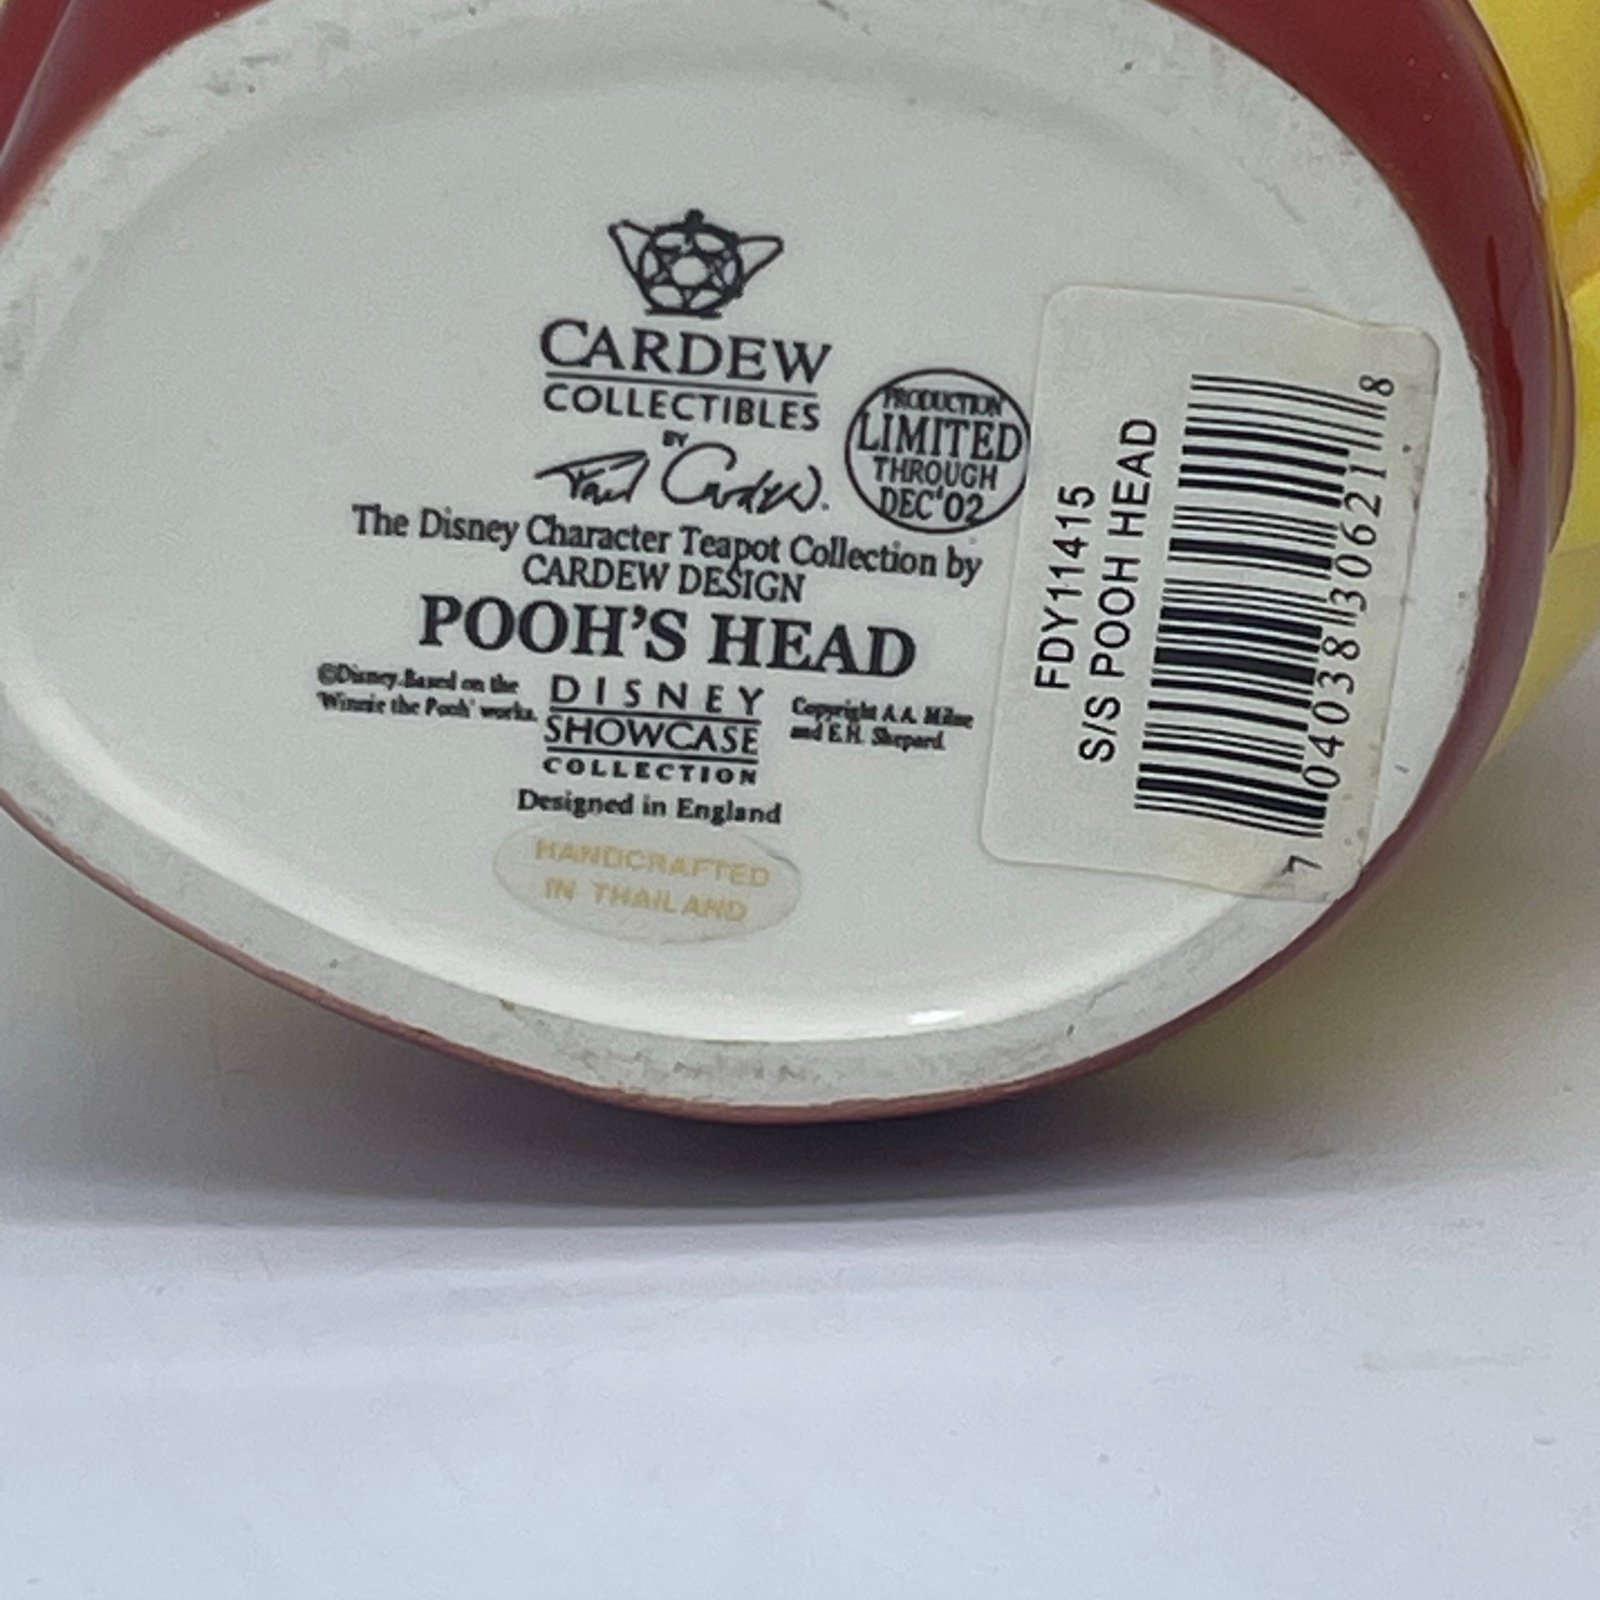 CARDEW
COLLECTIBLES
BY
Paul Cardew.
PRODUCTION
LIMITED
THROUGH
DEC'02
The Disney Character Teapot Collection by
CARDEW DESIGN
POOH'S HEAD
©Disney.Based on the
'Winnie the Pooh' works.
DISNEY
SHOWCASE
COLLECTION
Copyright A.A. Milne
and E.H. Shepard.
Designed in England
HANDCRAFTED
IN THAILAND
FDY11415
S/S POOH HEAD
7 04038 30621 8